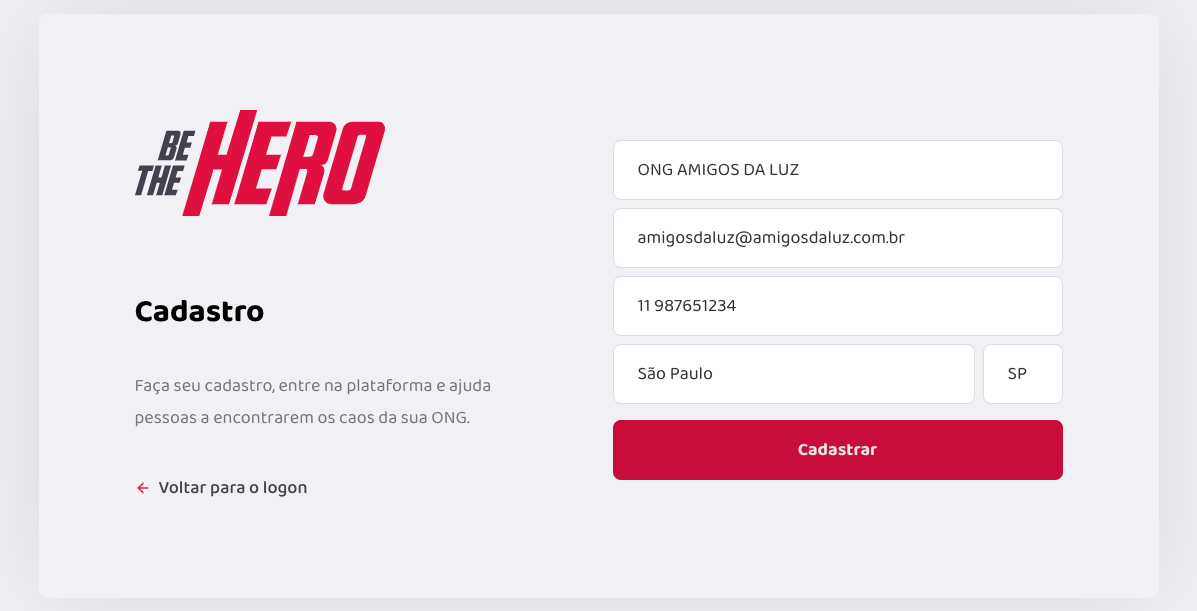 BE
THE
HERO
Cadastro
Faça seu cadastro, entre na plataforma e ajuda
pessoas a encontrarem os caos da sua ONG.
Voltar para o logon
ONG AMIGOS DA LUZ
amigosdaluz@amigosdaluz.com.br
11 987651234
São Paulo
SP
Cadastrar